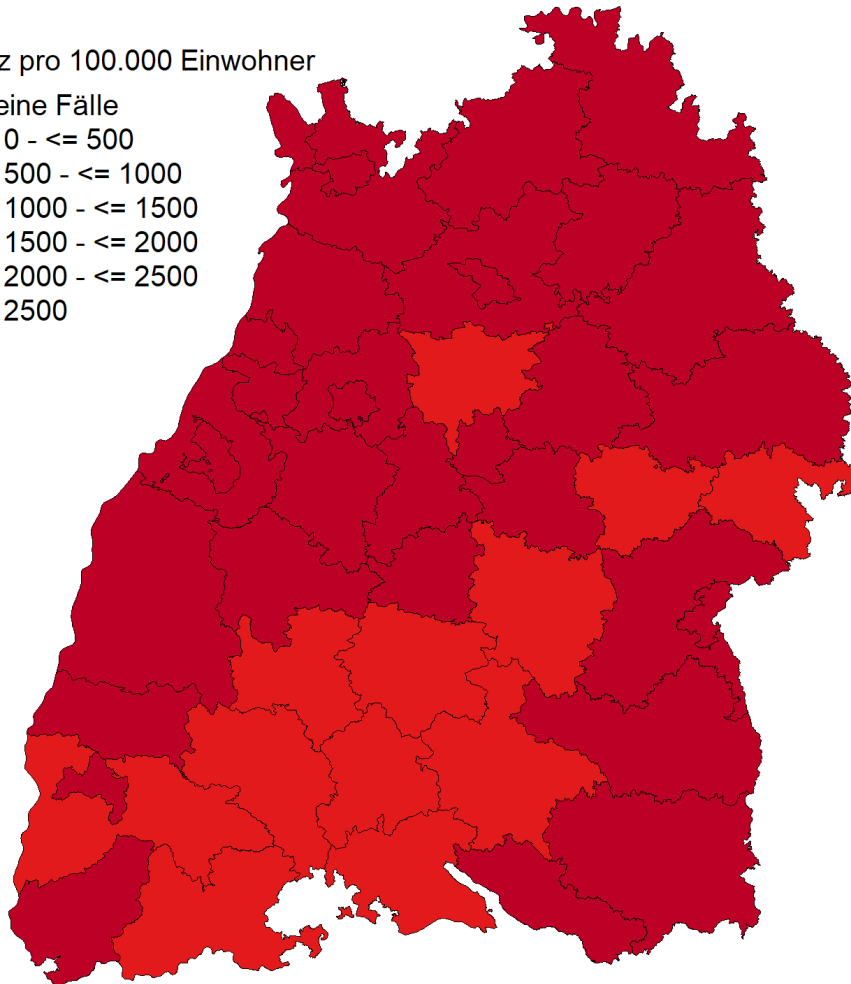 z pro 100.000 Einwohner
eine Fälle
0 - <= 500
500 - <= 1000
1000 - <= 1500
1500 - <= 2000
2000 - <= 2500
2500